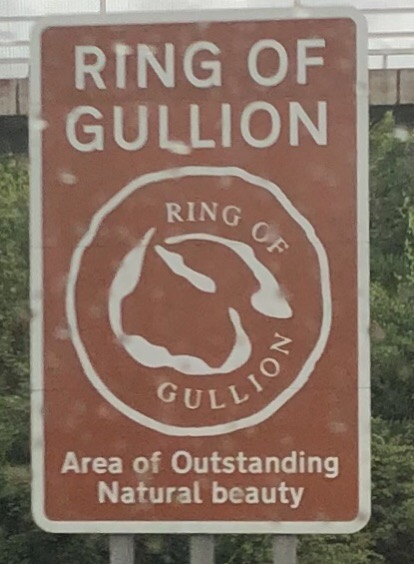 RING OF
GULLION
RING OF
GULLION
Area of Outstanding
Natural beauty